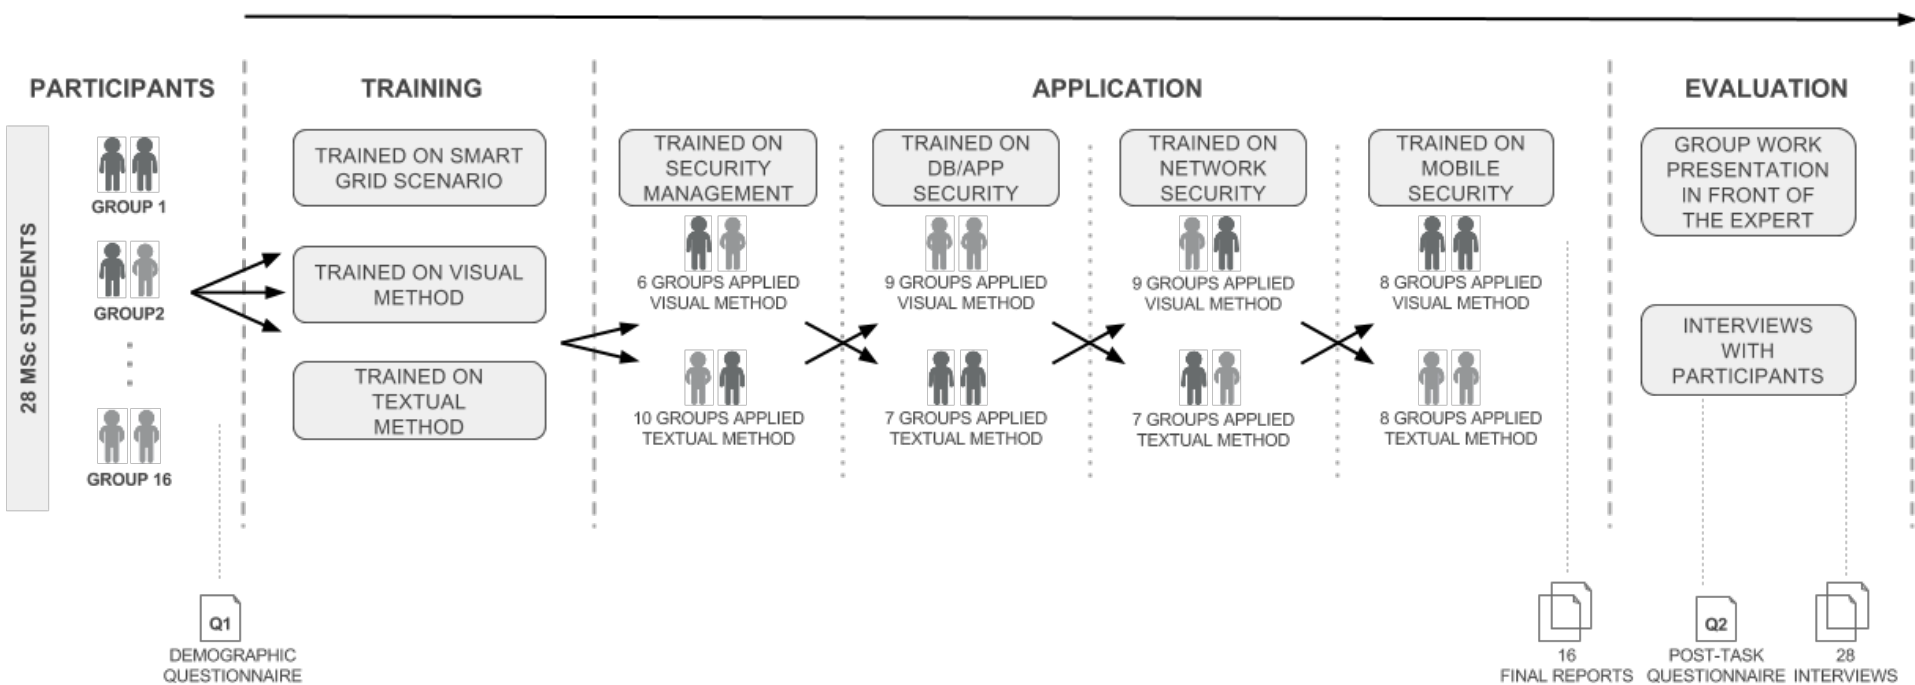 PARTICIPANTS
28 MSc STUDENTS
GROUP 1
GROUP2
GROUP 16
Q1
DEMOGRAPHIC
QUESTIONNAIRE
TRAINING
TRAINED ON SMART
GRID SCENARIO
TRAINED ON VISUAL
METHOD
TRAINED ON
TEXTUAL
METHOD
APPLICATION
TRAINED ON
SECURITY
MANAGEMENT
6 GROUPS APPLIED
VISUAL METHOD
10 GROUPS APPLIED
TEXTUAL METHOD
TRAINED ON
DB/APP
SECURITY
9 GROUPS APPLIED
VISUAL METHOD
7 GROUPS APPLIED
TEXTUAL METHOD
TRAINED ON
NETWORK
SECURITY
9 GROUPS APPLIED
VISUAL METHOD
7 GROUPS APPLIED
TEXTUAL METHOD
TRAINED ON
MOBILE
SECURITY
8 GROUPS APPLIED
VISUAL METHOD
8 GROUPS APPLIED
TEXTUAL METHOD
16
FINAL REPORTS
EVALUATION
GROUP WORK
PRESENTATION
IN FRONT OF
THE EXPERT
INTERVIEWS
WITH
PARTICIPANTS
Q2
POST-TASK
QUESTIONNAIRE
28
INTERVIEWS